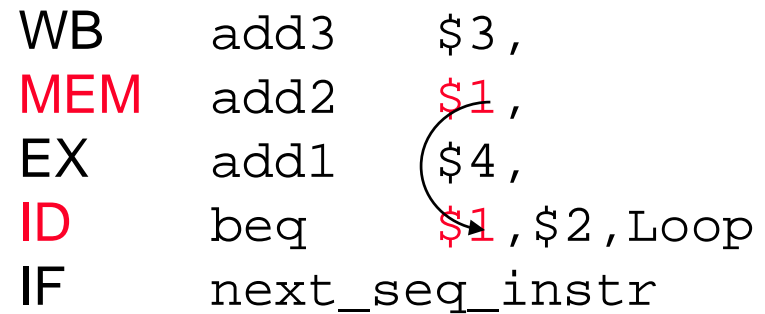 WB add3 $3,
MEM add2 $1,
EX add1 $4,
ID beq $1,$2,Loop
IF next_seq_instr